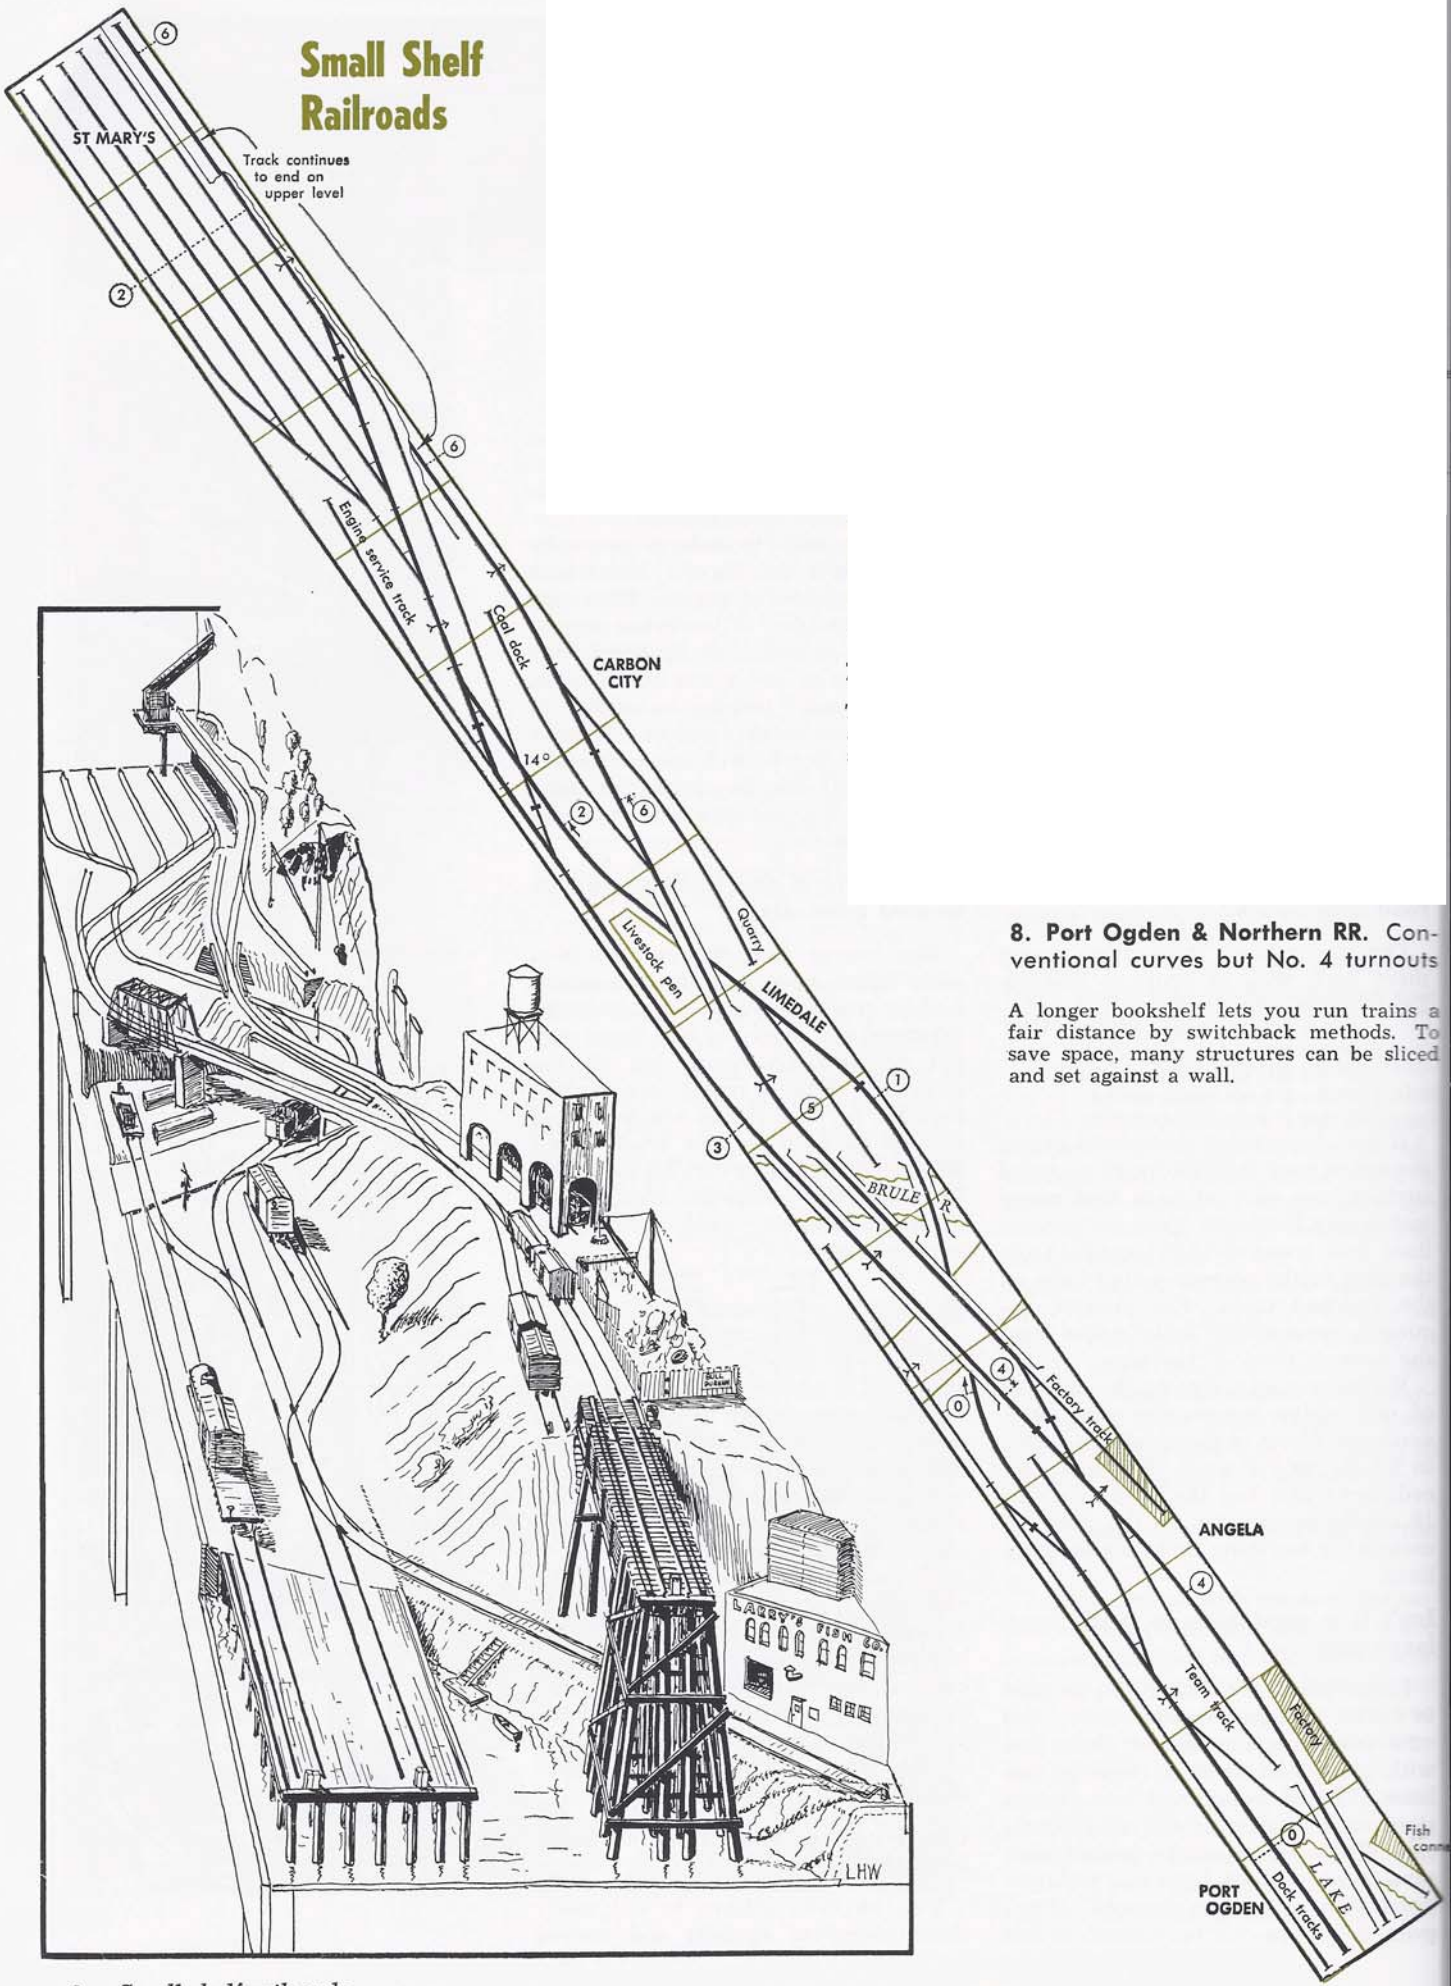 Small Shelf
Railroads
6
ST MARY'S
Track continues
to end on
upper level
2
6
Engine service track
Coal dock
CARBON
CITY
14°
2
6
Livestock pen
Quarry
LIMEDALE
8. Port Ogden & Northern RR. Con-
ventional curves but No. 4 turnouts
A longer bookshelf lets you run trains a
fair distance by switchback methods. To
save space, many structures can be sliced
and set against a wall.
1
5
3
BRULE R
4
0
Factory track
ANGELA
4
Team track
Factory
0
Fish
PORT
OGDEN
Dock tracks
LAKE
LARRY'S FISH CO.
LHW